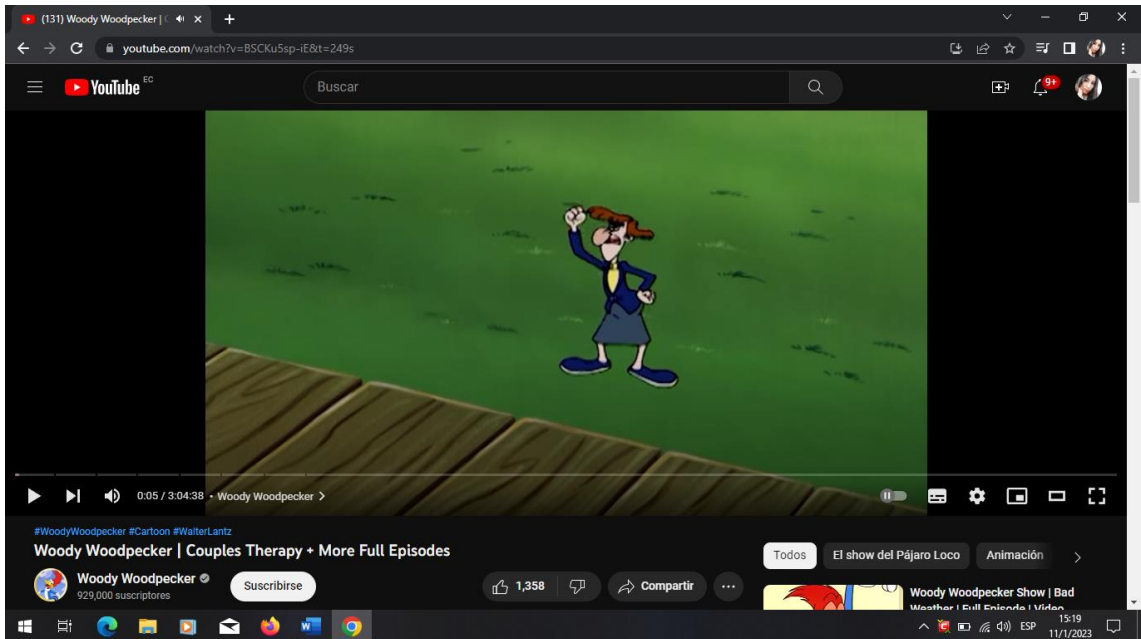 (131) Woody Woodpecker |
youtube.com/watch?v=BSCKu5sp-iE&t=249s
YouTube EC
Buscar
9+
0:05 / 3:04:38 • Woody Woodpecker >
#WoodyWoodpecker #Cartoon #WalterLantz
Woody Woodpecker | Couples Therapy + More Full Episodes
Woody Woodpecker
929,000 suscriptores
Suscribirse
1,358
Compartir
Todos
El show del Pájaro Loco
Animación
Woody Woodpecker Show | Bad
Weather | Full Episode | Video
ESP
15:19
11/1/2023